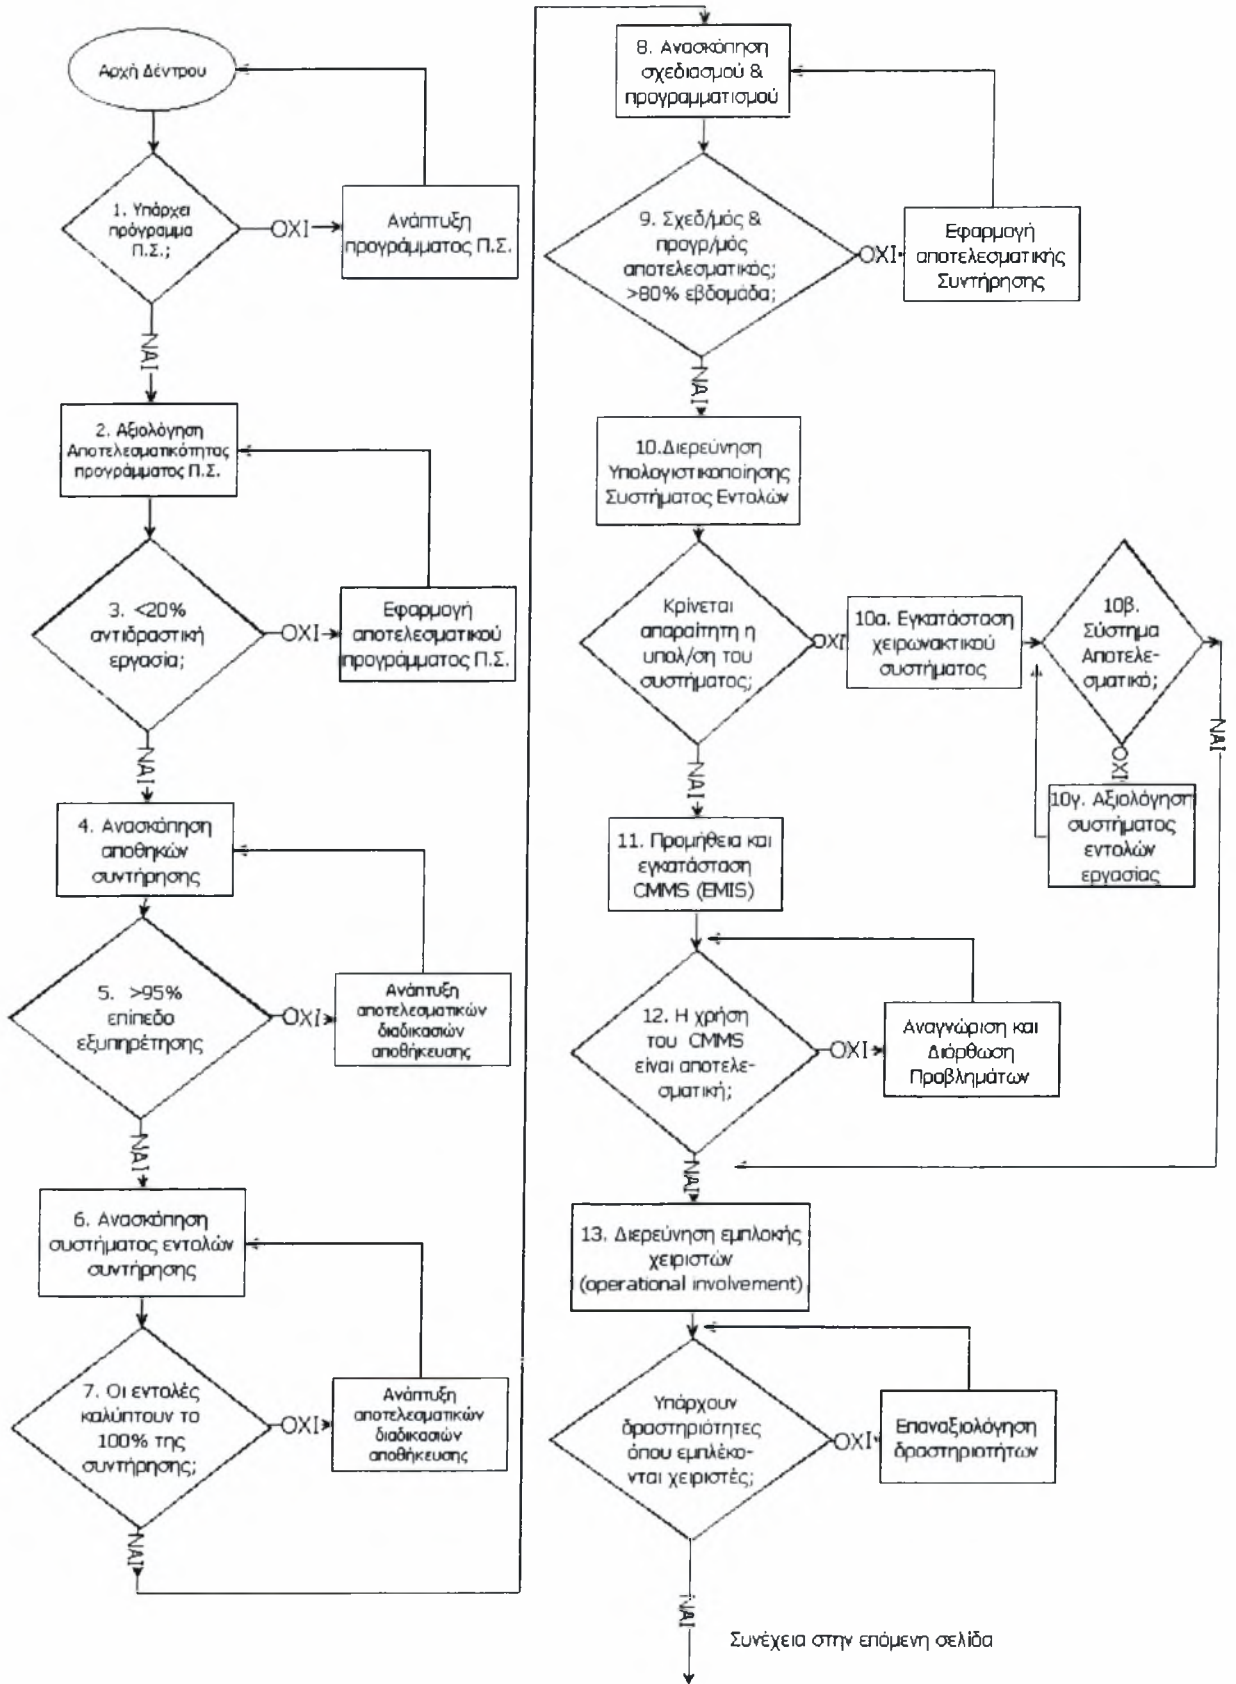 Αρχή Δέντρου
1. Υπάρχει
πρόγραμμα
Π.Σ.;
ΟΧΙ
Ανάπτυξη
προγράμματος Π.Σ.
ΝΑΙ
2. Αξιολόγηση
Αποτελεσματικότητας
προγράμματος Π.Σ.
3. <20%
αντιδραστική
εργασία;
ΟΧΙ
Εφαρμογή
αποτελεσματικού
προγράμματος Π.Σ.
ΝΑΙ
4. Ανασκόπηση
αποθηκών
συντήρησης
5. >95%
επίπεδο
εξυπηρέτησης
ΟΧΙ
Ανάπτυξη
αποτελεσματικών
διαδικασιών
αποθήκευσης
ΝΑΙ
6. Ανασκόπηση
συστήματος εντολών
συντήρησης
7. Οι εντολές
καλύπτουν το
100% της
συντήρησης;
ΟΧΙ
Ανάπτυξη
αποτελεσματικών
διαδικασιών
αποθήκευσης
ΝΑΙ
8. Ανασκόπηση
σχεδιασμού &
προγραμματισμού
9. Σχεδ/μός &
προγρ/μός
αποτελεσματικός;
>80% εβδομάδα;
ΟΧΙ
Εφαρμογή
αποτελεσματικής
Συντήρησης
ΝΑΙ
10.Διερεύνηση
Υπολογιστικοποίησης
Συστήματος Εντολών
Κρίνεται
απαραίτητη η
υπολ/ση του
συστήματος;
ΟΧΙ
10α. Εγκατάσταση
χειρωνακτικού
συστήματος
10β.
Σύστημα
Αποτελε-
σματικό;
ΝΑΙ
ΟΧΙ
10γ. Αξιολόγηση
συστήματος
εντολών
εργασίας
ΝΑΙ
11. Προμήθεια και
εγκατάσταση
CMMS (EMIS)
12. Η χρήση
του CMMS
είναι αποτελε-
σματική;
ΟΧΙ
Αναγνώριση και
Διόρθωση
Προβλημάτων
ΝΑΙ
13. Διερεύνηση εμπλοκής
χειριστών
(operational involvement)
Υπάρχουν
δραστηριότητες
όπου εμπλέκο-
νται χειριστές;
ΟΧΙ
Επαναξιολόγηση
δραστηριοτήτων
ΝΑΙ
Συνέχεια στην επόμενη σελίδα